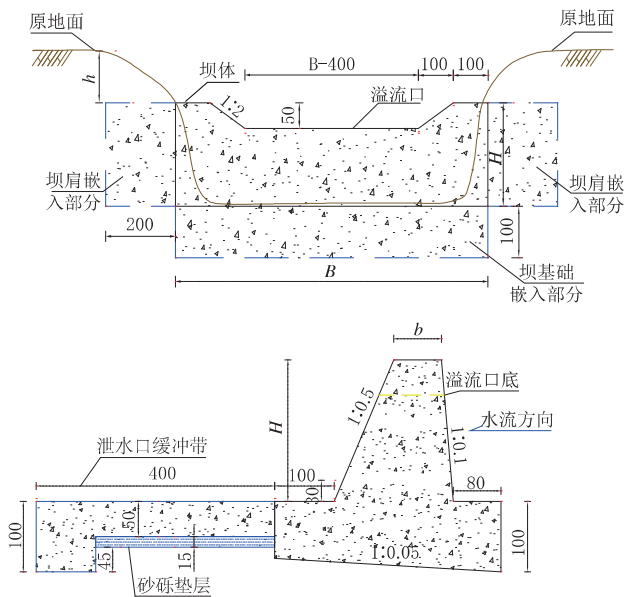 原地面
原地面
h
坝体
B-400
100
100
1:2
50
溢流口
H
坝肩嵌
入部分
坝肩嵌
入部分
200
100
B
坝基础
嵌入部分
b
溢流口底
1:0.5
H
水流方向
1:0.1
泄水口缓冲带
400
100
80
80
100
50
45
15
1:0.05
100
砂砾垫层